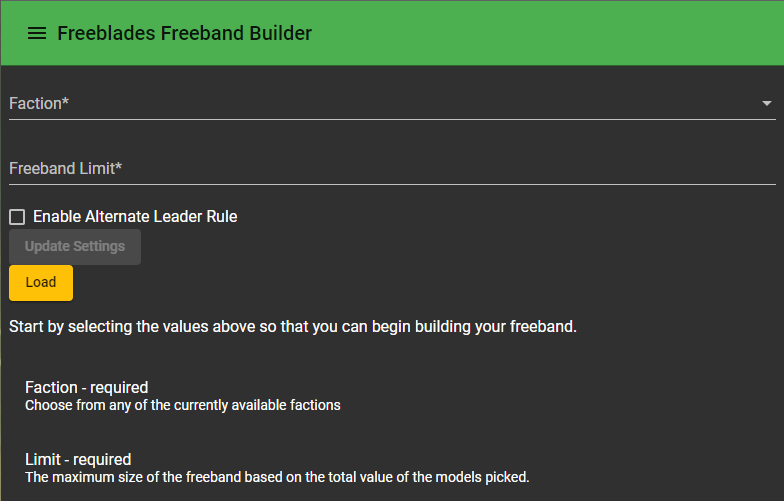 Freeblades Freeband Builder
Faction*
Freeband Limit*
Enable Alternate Leader Rule
Update Settings
Load
Start by selecting the values above so that you can begin building your freeband.
Faction - required
Choose from any of the currently available factions
Limit - required
The maximum size of the freeband based on the total value of the models picked.